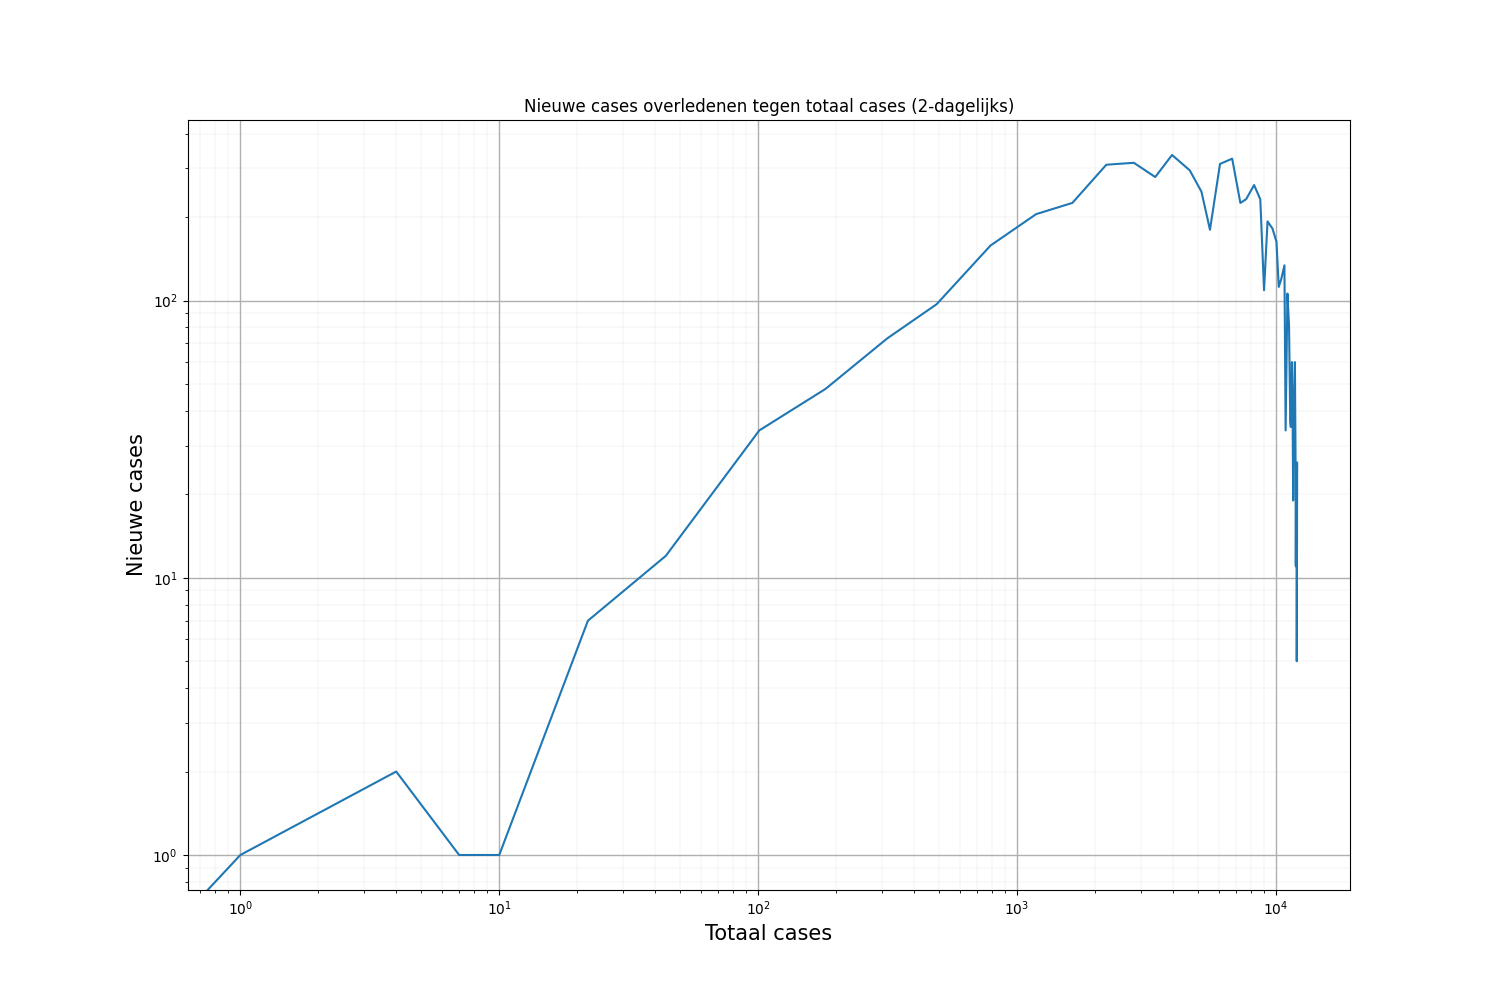 Nieuwe cases overledenen tegen totaal cases (2-dagelijks)
Nieuwe cases
10²
10¹
10⁰
10⁰ 10¹ 10² 10³ 10⁴
Totaal cases